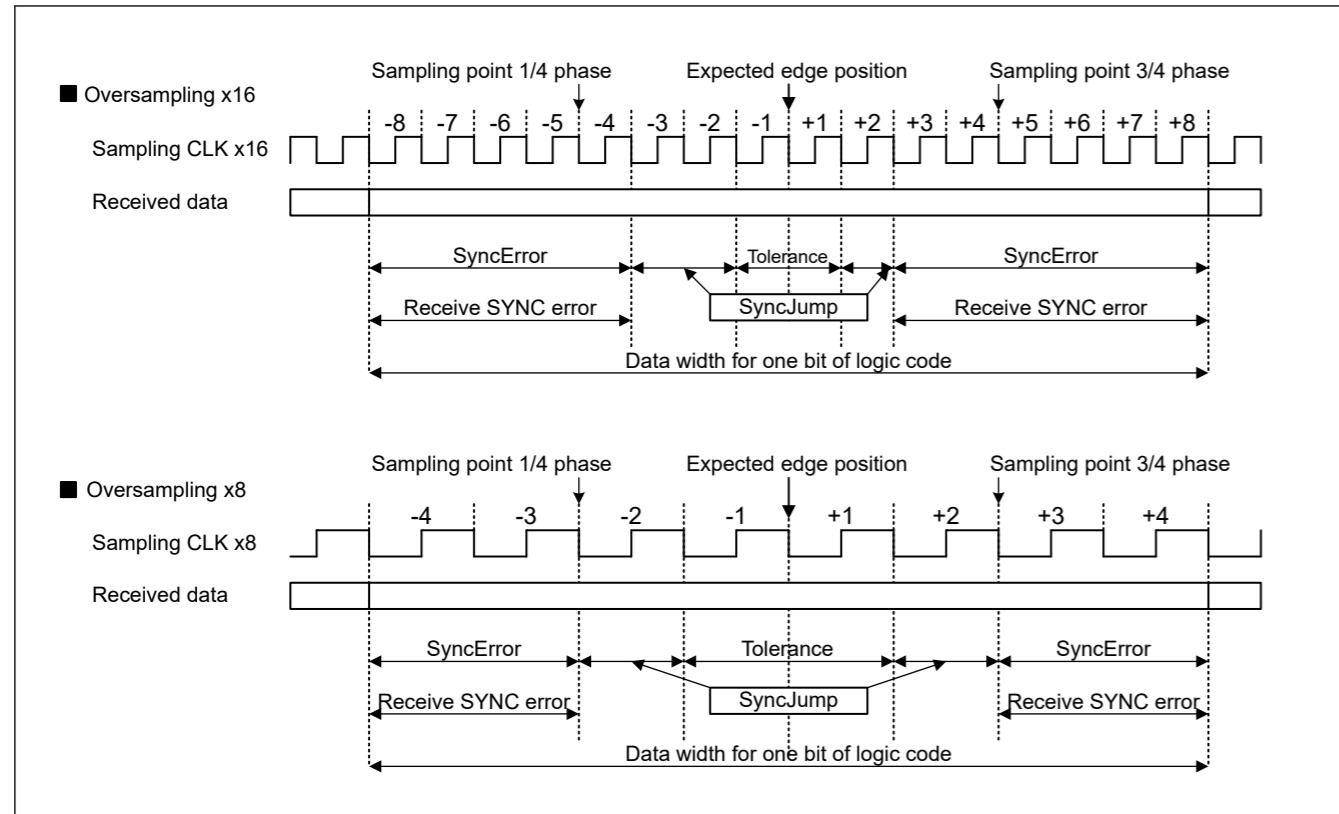 Sampling point 1/4 phase Expected edge position Sampling point 3/4 phase
■ Oversampling x16
-8 -7 -6 -5 -4 -3 -2 -1 +1 +2 +3 +4 +5 +6 +7 +8
Sampling CLK x16
Received data
SyncError Tolerance SyncError
Receive SYNC error SyncJump Receive SYNC error
Data width for one bit of logic code
Sampling point 1/4 phase Expected edge position Sampling point 3/4 phase
■ Oversampling x8
-4 -3 -2 -1 +1 +2 +3 +4
Sampling CLK x8
Received data
SyncError Tolerance SyncError
Receive SYNC error SyncJump Receive SYNC error
Data width for one bit of logic code